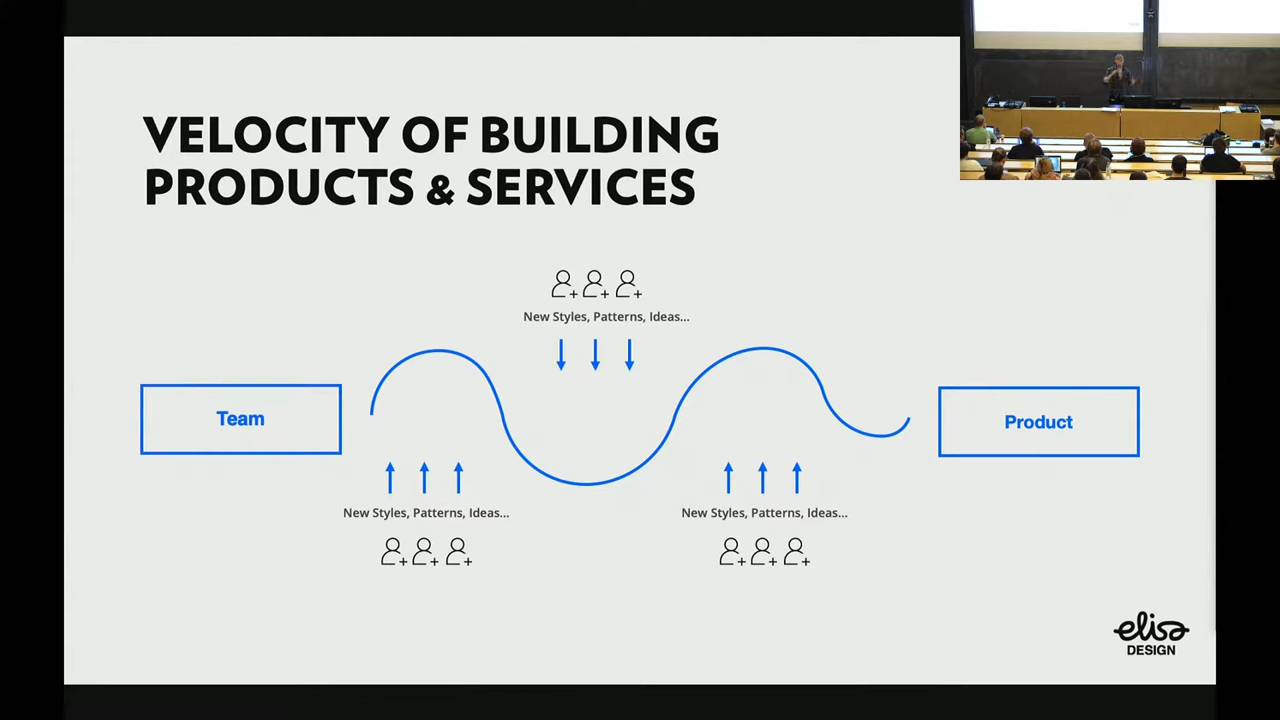 VELOCITY OF BUILDING
PRODUCTS & SERVICES
New Styles, Patterns, Ideas...
Team
Product
New Styles, Patterns, Ideas...
New Styles, Patterns, Ideas...
elisa
DESIGN